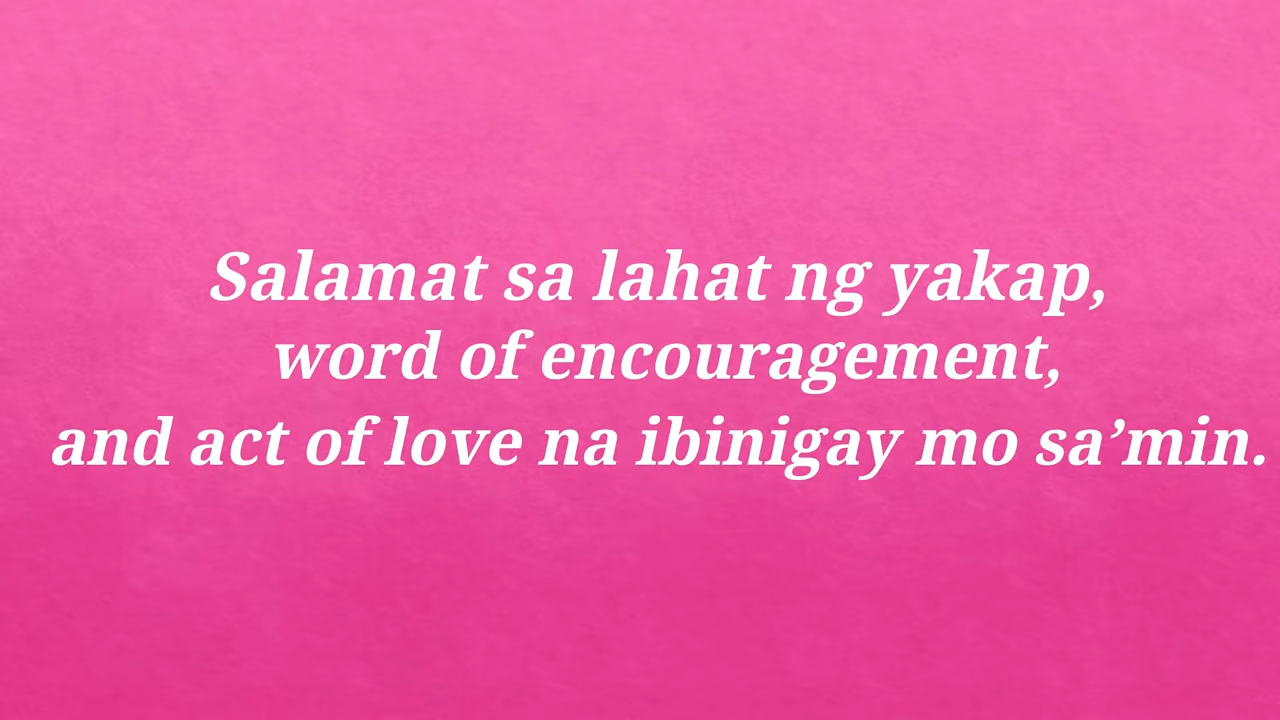 Salamat sa lahat ng yakap,
word of encouragement,
and act of love na ibinigay mo sa’min.